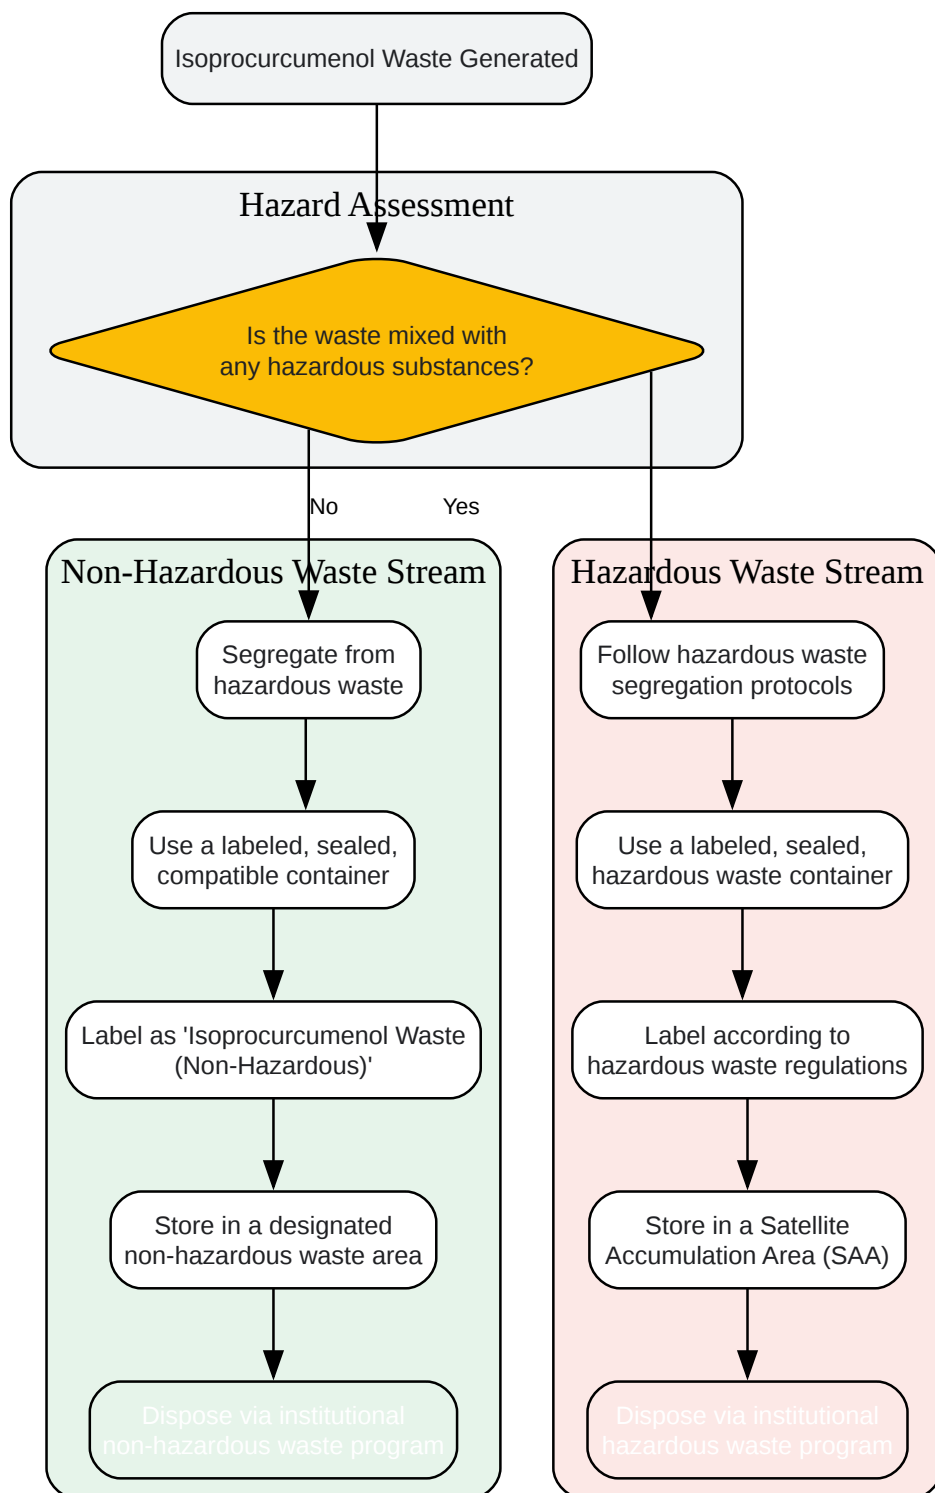 Isoprocurcumenol Waste Generated
Hazard Assessment
Is the waste mixed with
any hazardous substances?
No
Yes
Non-Hazardous Waste Stream
Segregate from
hazardous waste
Use a labeled, sealed,
compatible container
Label as 'Isoprocurcumenol Waste
(Non-Hazardous)'
Store in a designated
non-hazardous waste area
Dispose via institutional
non-hazardous waste program
Hazardous Waste Stream
Follow hazardous waste
segregation protocols
Use a labeled, sealed,
hazardous waste container
Label according to
hazardous waste regulations
Store in a Satellite
Accumulation Area (SAA)
Dispose via institutional
hazardous waste program